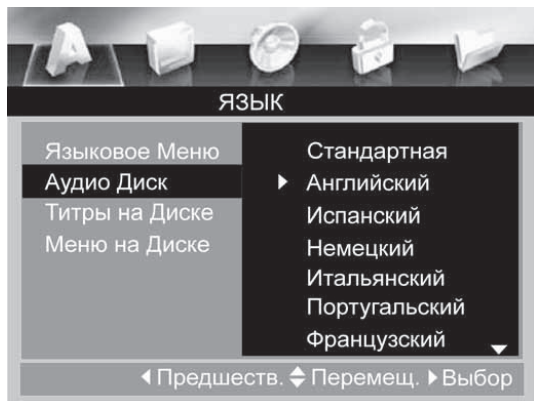 ЯЗЫК
Языковое Меню
Аудио Диск
Титры на Диске
Меню на Диске
Стандартная
Английский
Испанский
Немецкий
Итальянский
Португальский
Французский
Предшеств. Перемещ. Выбор